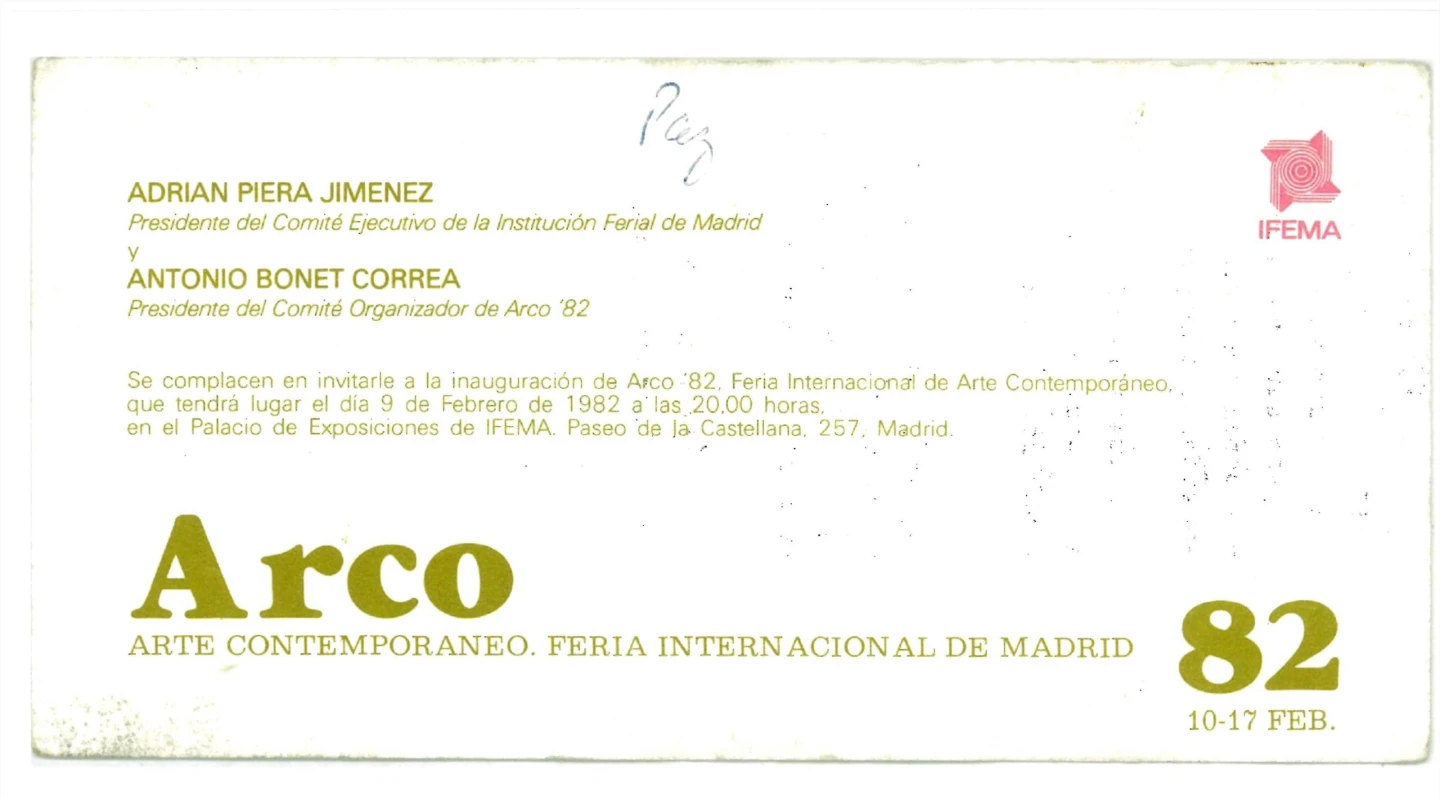 Paz
ADRIAN PIERA JIMENEZ
Presidente del Comité Ejecutivo de la Institución Ferial de Madrid
y
ANTONIO BONET CORREA
Presidente del Comité Organizador de Arco '82
IFEMA
Se complacen en invitarle a la inauguración de Arco '82, Feria Internacional de Arte Contemporáneo,
que tendrá lugar el día 9 de Febrero de 1982 a las 20,00 horas,
en el Palacio de Exposiciones de IFEMA. Paseo de la Castellana, 257, Madrid.
Arco
ARTE CONTEMPORANEO. FERIA INTERNACIONAL DE MADRID
82
10-17 FEB.